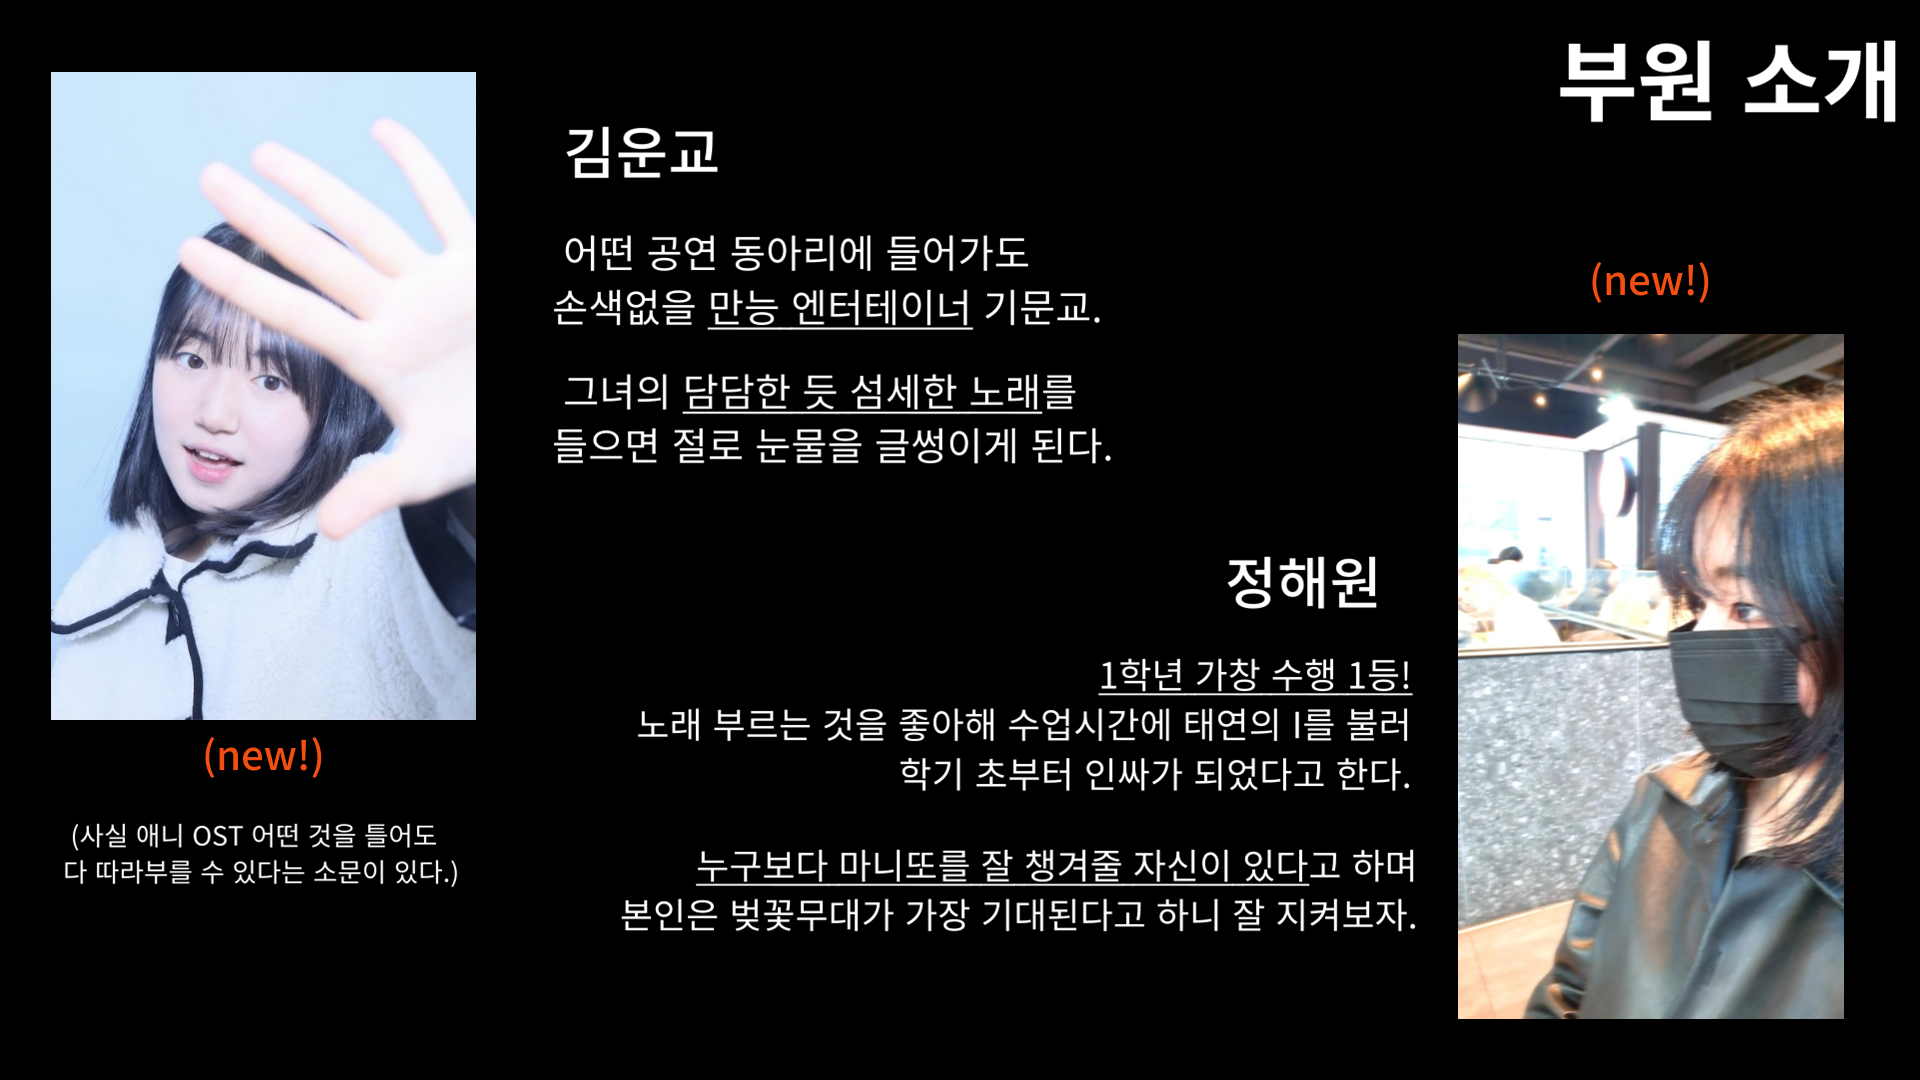 부원 소개
김운교
어떤 공연 동아리에 들어가도
손색없을 만능 엔터테이너 기문교.
그녀의 담담한 듯 섬세한 노래를
들으면 절로 눈물을 글썽이게 된다.
(new!)
(사실 애니 OST 어떤 것을 틀어도
다 따라부를 수 있다는 소문이 있다.)
(new!)
정해원
1학년 가창 수행 1등!
노래 부르는 것을 좋아해 수업시간에 태연의 I를 불러
학기 초부터 인싸가 되었다고 한다.
누구보다 마니또를 잘 챙겨줄 자신이 있다고 하며
본인은 벚꽃무대가 가장 기대된다고 하니 잘 지켜보자.